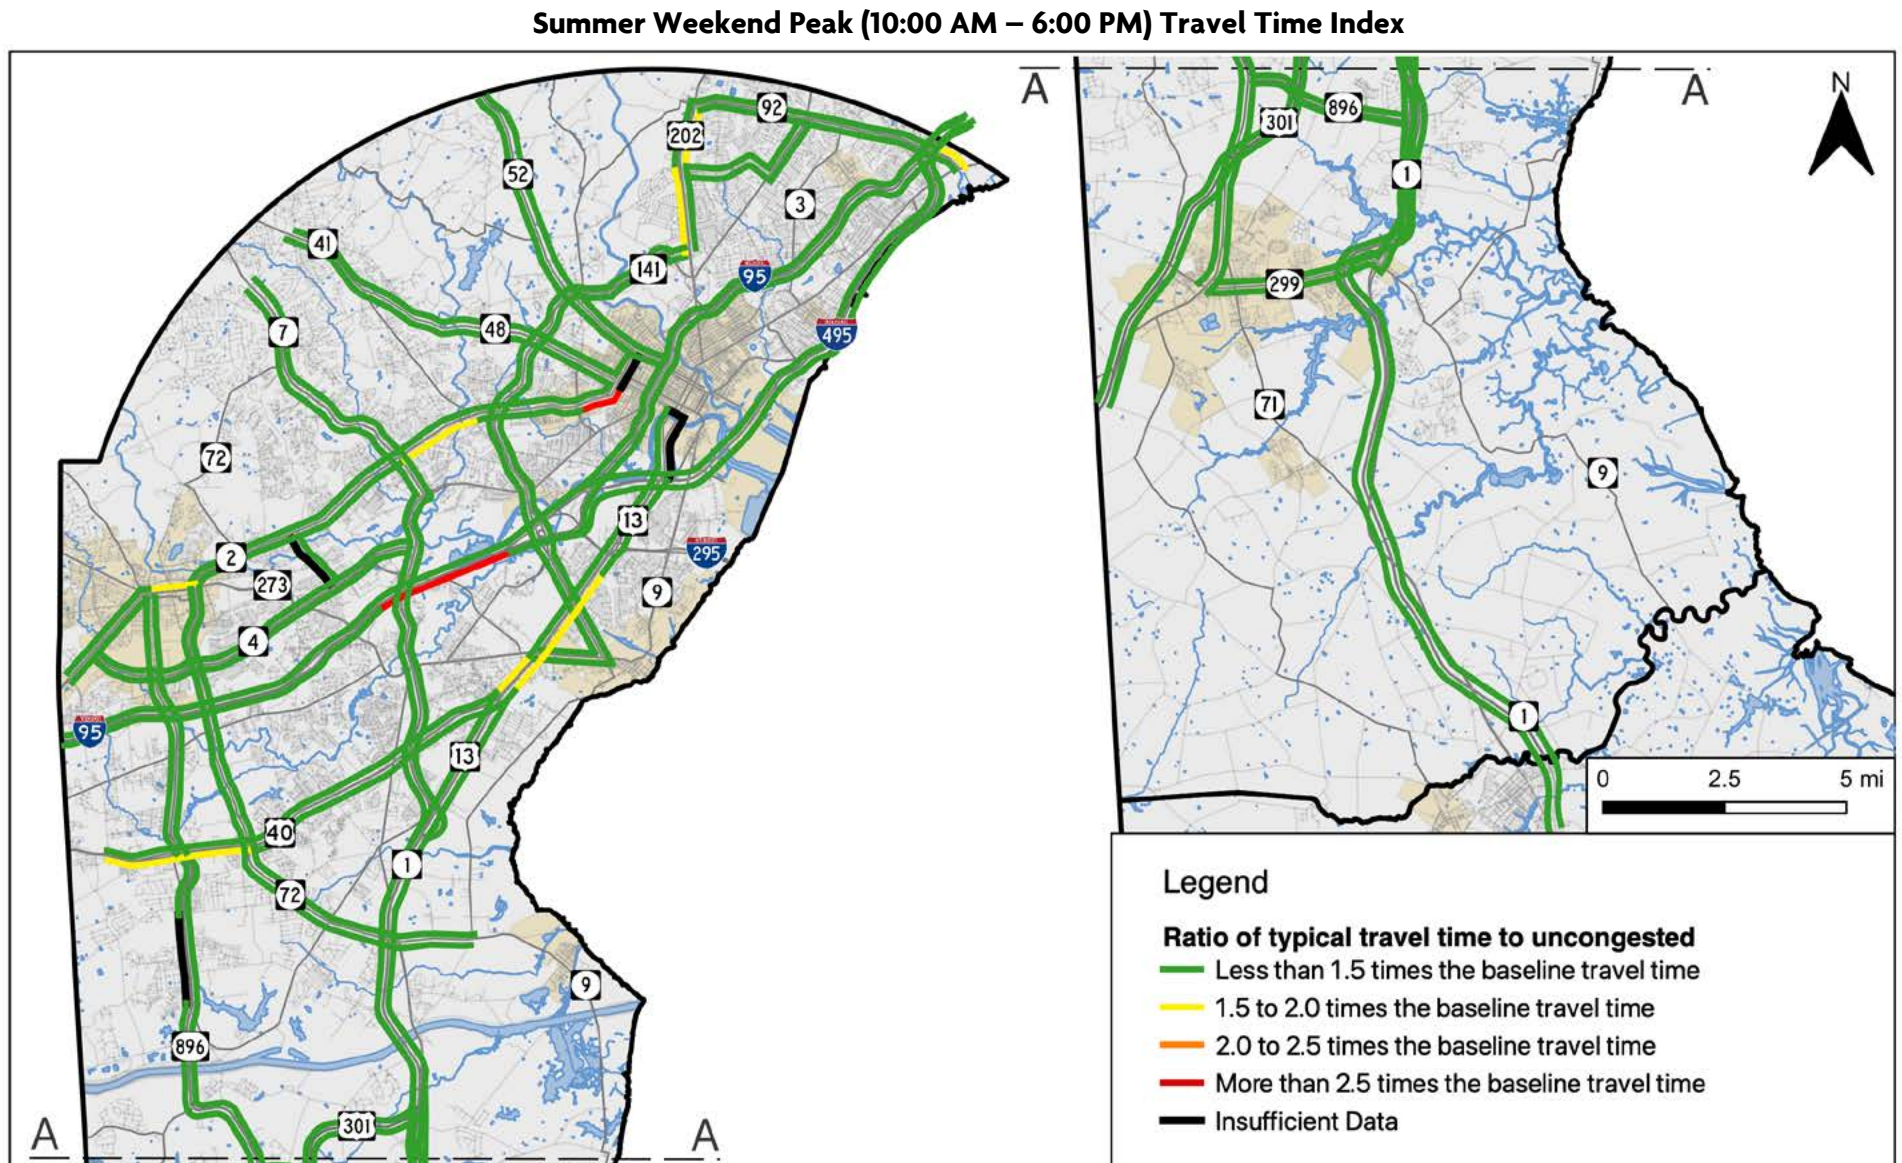 Summer Weekend Peak (10:00 AM – 6:00 PM) Travel Time Index
92
202
52
3
41
141
95
7
48
495
72
13
2
295
273
9
4
95
13
40
1
72
9
896
301
A
A
A
A
N
896
301
1
299
71
9
1
0 2.5 5 mi
Legend
Ratio of typical travel time to uncongested
Less than 1.5 times the baseline travel time
1.5 to 2.0 times the baseline travel time
2.0 to 2.5 times the baseline travel time
More than 2.5 times the baseline travel time
Insufficient Data